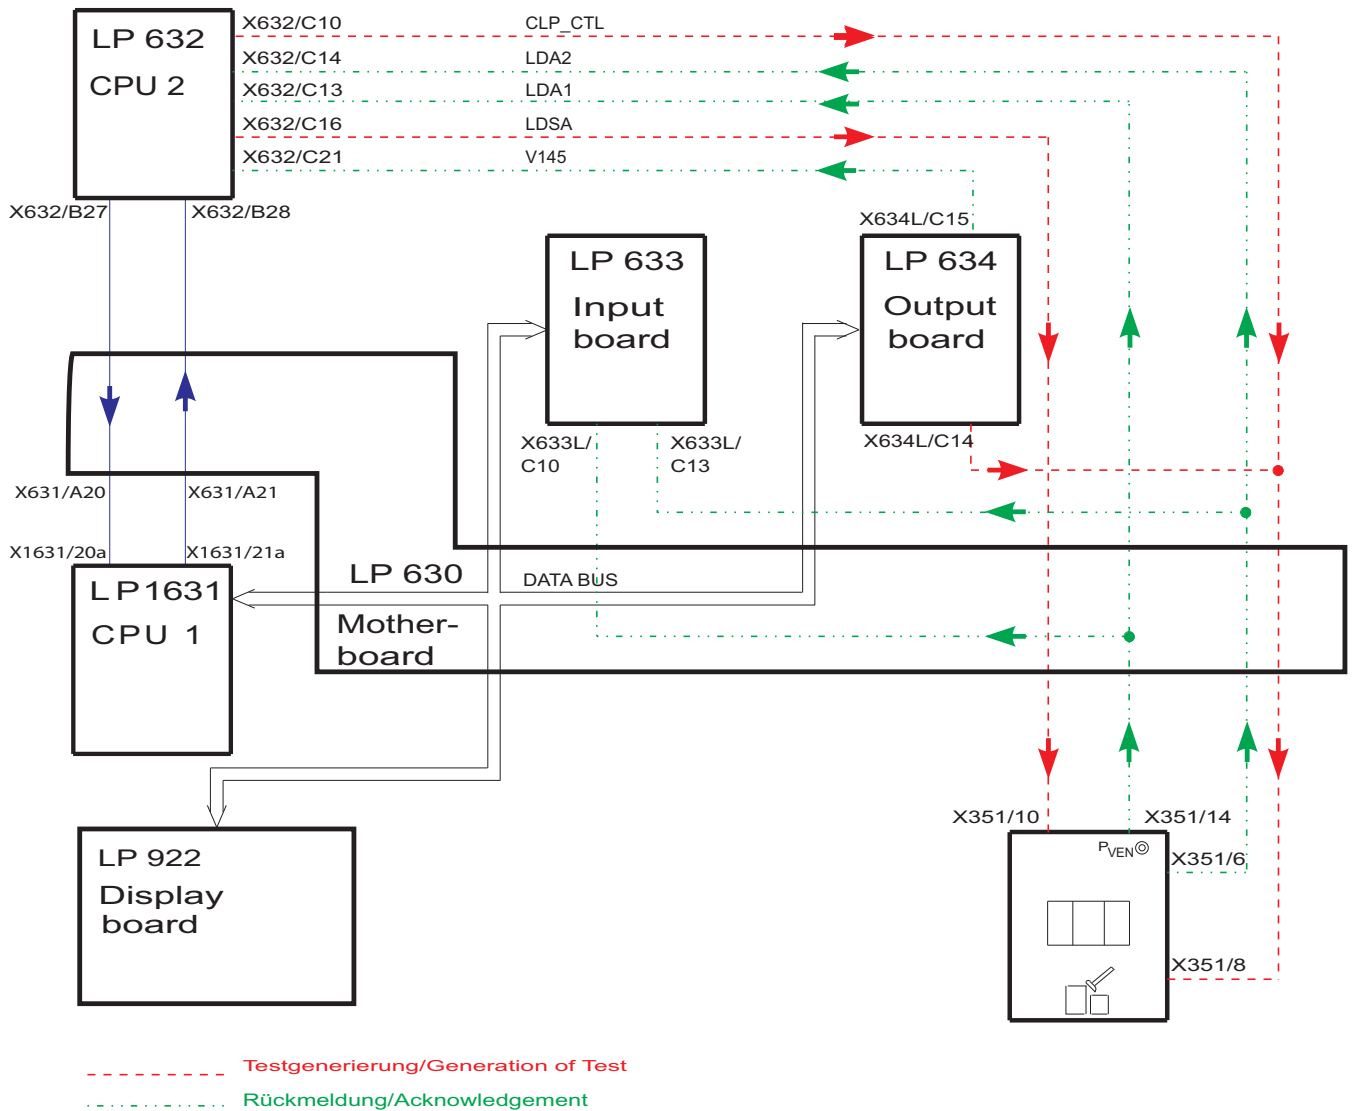 X632/C10 CLP_CTL
LP 632
CPU 2
X632/C14 LDA2
X632/C13 LDA1
X632/C16 LDSA
X632/C21 V145
X632/B27 X632/B28
X634L/C15
LP 633
Input
board
LP 634
Output
board
X633L/
C10
X633L/
C13
X634L/C14
X631/A20 X631/A21
X1631/20a X1631/21a
LP1631
CPU 1
LP 630
DATA BUS
Mother-
board
LP 922
Display
board
X351/10 X351/14
PVEN
X351/6
X351/8
Testgenerierung/Generation of Test
Rückmeldung/Acknowledgement